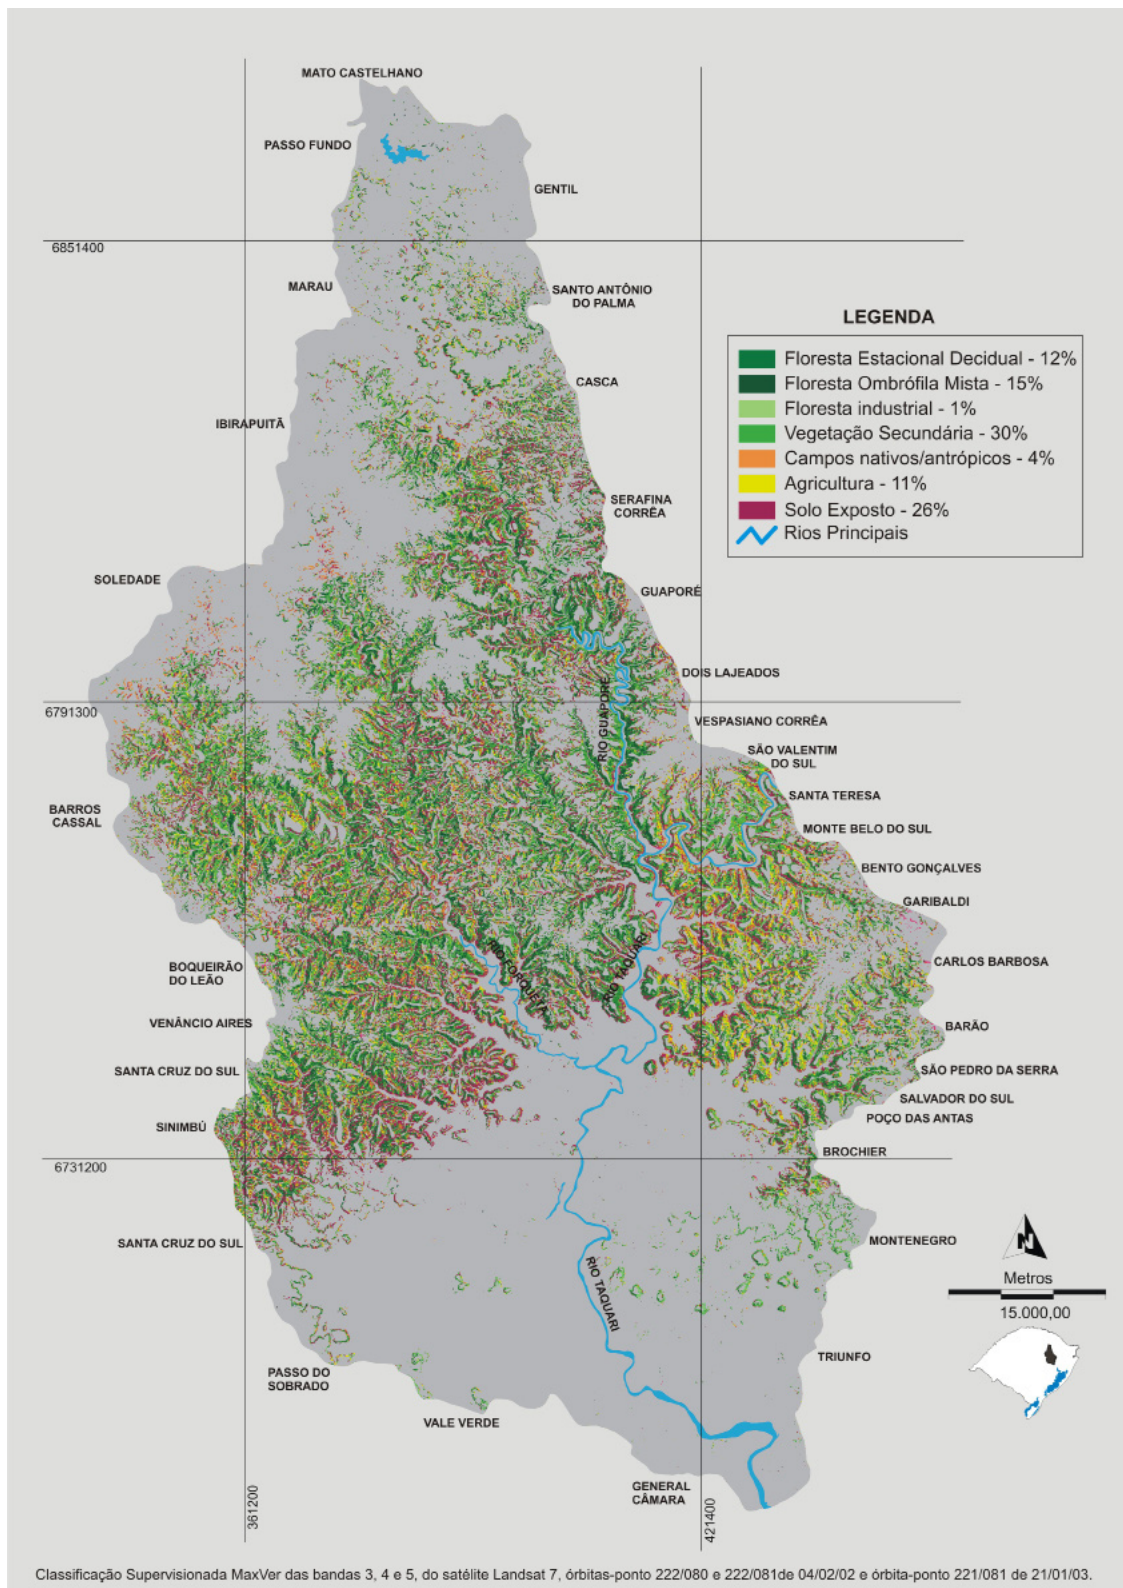 MATO CASTELHANO
PASSO FUNDO
GENTIL
6851400
MARAU
SANTO ANTÔNIO
DO PALMA
LEGENDA
Floresta Estacional Decidual - 12%
Floresta Ombrófila Mista - 15%
Floresta industrial - 1%
Vegetação Secundária - 30%
Campos nativos/antrópicos - 4%
Agricultura - 11%
Solo Exposto - 26%
Rios Principais
CASCA
IBIRAPUITÃ
SERAFINA
CORRÊA
SOLEDADE
GUAPORÉ
DOIS LAJEADOS
6791300
VESPASIANO CORRÊA
RIO GUAPORÉ
SÃO VALENTIM
DO SUL
SANTA TERESA
BARROS
CASSAL
MONTE BELO DO SUL
BENTO GONÇALVES
GARIBALDI
RIO FORQUETA
RIO TAQUARI
CARLOS BARBOSA
BOQUEIRÃO
DO LEÃO
VENÂNCIO AIRES
BARÃO
SANTA CRUZ DO SUL
SÃO PEDRO DA SERRA
SALVADOR DO SUL
POÇO DAS ANTAS
SINIMBÚ
BROCHIER
6731200
SANTA CRUZ DO SUL
MONTENEGRO
N
Metros
15.000,00
RIO TAQUARI
TRIUNFO
PASSO DO
SOBRADO
VALE VERDE
GENERAL
CÂMARA
361200
421400
Classificação Supervisionada MaxVer das bandas 3, 4 e 5, do satélite Landsat 7, órbitas-ponto 222/080 e 222/081de 04/02/02 e órbita-ponto 221/081 de 21/01/03.